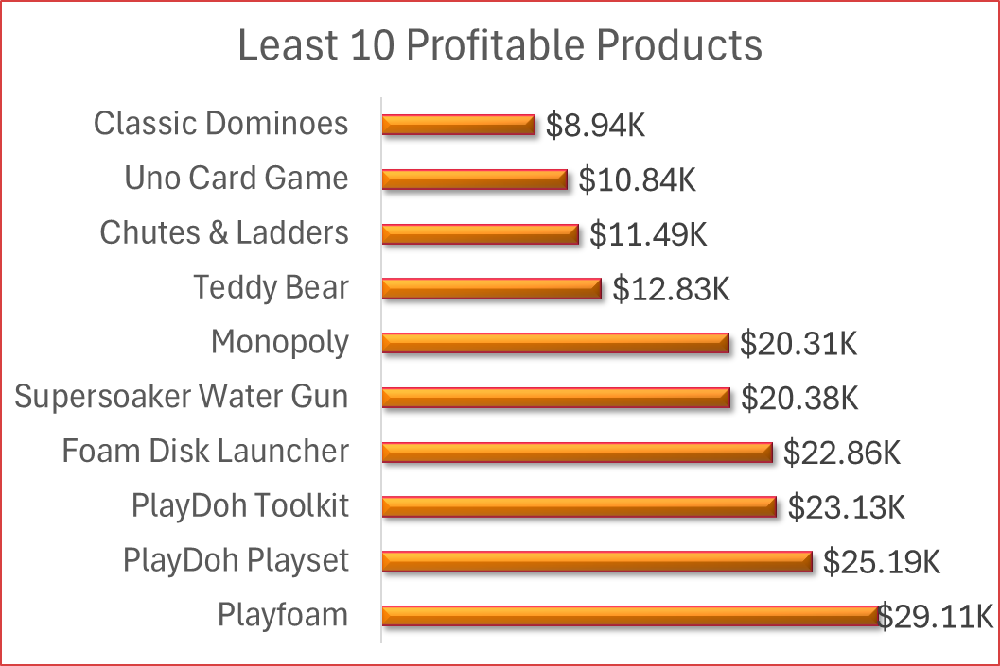 Least 10 Profitable Products
Classic Dominoes $8.94K
Uno Card Game $10.84K
Chutes & Ladders $11.49K
Teddy Bear $12.83K
Monopoly $20.31K
Supersoaker Water Gun $20.38K
Foam Disk Launcher $22.86K
PlayDoh Toolkit $23.13K
PlayDoh Playset $25.19K
Playfoam $29.11K